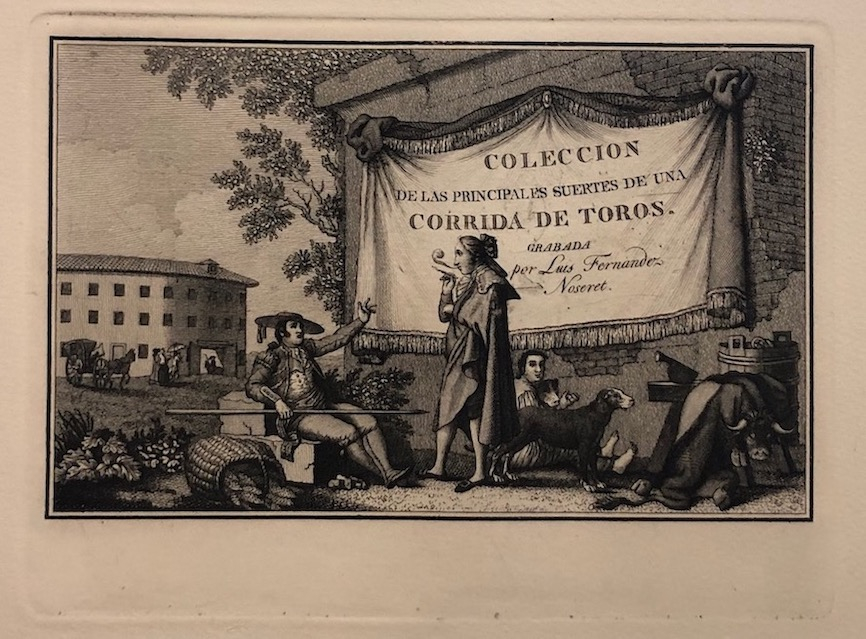 COLECCION
DE LAS PRINCIPALES SUERTES DE UNA
CORRIDA DE TOROS.
GRABADA
por Luis Fernandez
Noseret.